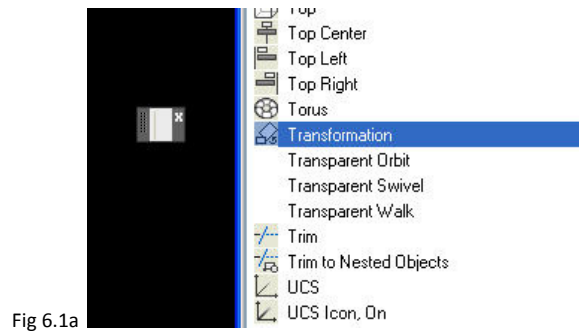 Top
Top Center
Top Left
Top Right
Torus
Transformation
Transparent Orbit
Transparent Swivel
Transparent Walk
Trim
Trim to Nested Objects
UCS
UCS Icon, On
Fig 6.1a